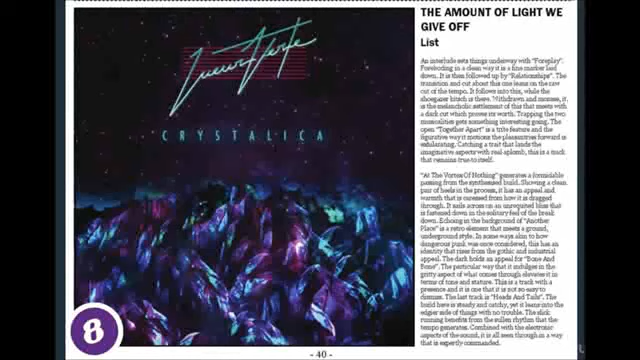 Lueur Verte
CRYSTALICA
8
THE AMOUNT OF LIGHT WE
GIVE OFF
List
An interlude sets things underway with "Foreplay".
Foreboding in a clean way it is a fine marker laid
down. It is then followed up by "Relationships". The
transition and cut about this one leans on the raw
cut of the tempo. It follows into this, while the
shoegazer kitsch is there. Withdrawn and morose, it
is the melancholic settlement of this that meets with
a dark cut which proves its worth. Trapping the two
musicalities gets something interesting going. The
open "Together Apart" is a trite feature and the
figurative way it motions the pleasantries forward is
exhilarating. Catching a trait that lands the
imaginative aspects with real aplomb, this is a track
that remains true to itself.
"At The Vortex Of Nothing" generates a formidable
passing from the synthesised build. Showing a clean
pair of heels in the process, it has an appeal and
warmth that is caressed from how it is dragged
through. It nails across on an unrequited bliss that
is fastened down in the solitary feel of the break
down. Echoing in the background of "Another
Place" is a retro element that meets a ground,
underground style. In some ways akin to how
dangerous punk was once considered, this has an
identity that rises from the gothic and industrial
appeal. The dark holds an appeal for "Bone And
Bone". The particular way that it indulges in the
gritty aspect of what comes through elevates it in
terms of tone and stature. This is a track with a
presence and it is one that it is not so easy to
dismiss. The last track is "Heads And Tails". The
build here is steady and catchy, yet it leans into the
edgier side of things with no trouble. The slick
running benefits from the sullen rhythm that the
tempo generates. Combined with the electronic
aspects of the sound, it is all seen through in a way
that is expertly commanded.
- 40 -